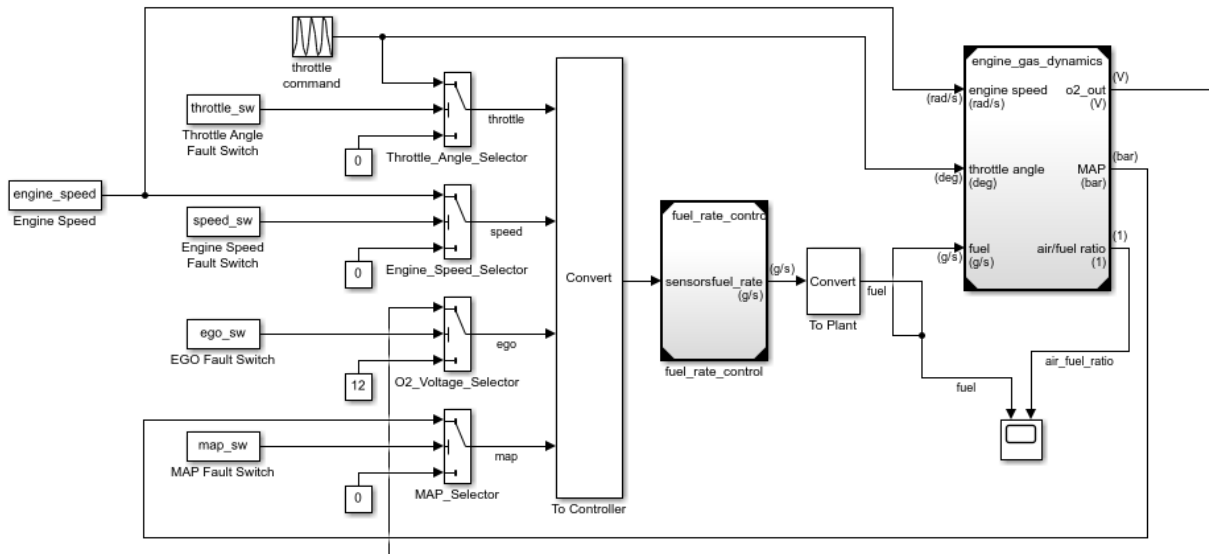 throttle
command
throttle_sw
Throttle Angle
Fault Switch
0
Throttle_Angle_Selector
throttle
engine_speed
Engine Speed
speed_sw
Engine Speed
Fault Switch
0
Engine_Speed_Selector
speed
ego_sw
EGO Fault Switch
12
O2_Voltage_Selector
ego
map_sw
MAP Fault Switch
0
MAP_Selector
map
Convert
To Controller
fuel_rate_contro
sensors
fuel_rate
(g/s)
fuel_rate_control
(g/s)
Convert
To Plant
fuel
engine_gas_dynamics
(rad/s)
engine speed
(rad/s)
o2_out
(V)
(V)
(deg)
throttle angle
(deg)
MAP
(bar)
(bar)
(g/s)
fuel
(g/s)
air/fuel ratio
(1)
(1)
air_fuel_ratio
fuel